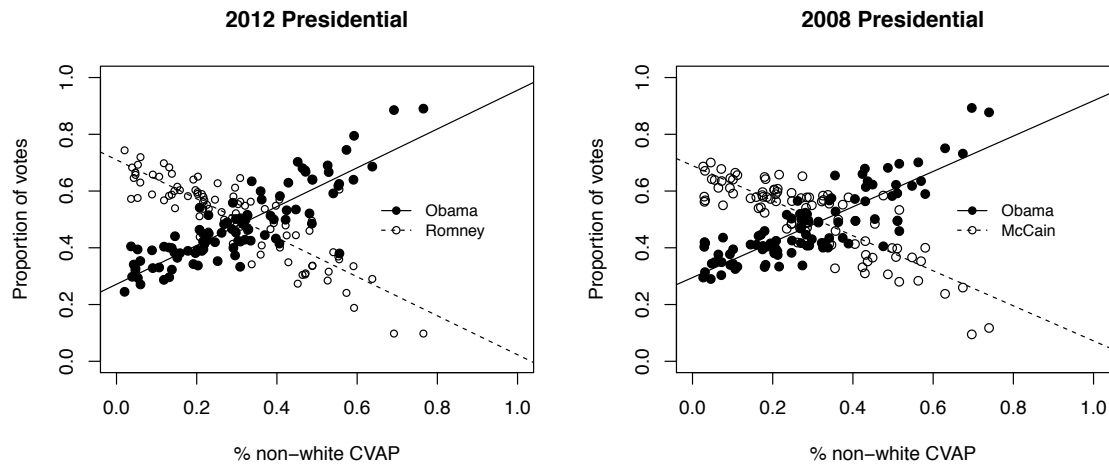 2012 Presidential
Proportion of votes
1.0
0.8
0.6
0.4
0.2
0.0
Obama
Romney
0.0 0.2 0.4 0.6 0.8 1.0
% non−white CVAP
2008 Presidential
Proportion of votes
1.0
0.8
0.6
0.4
0.2
0.0
Obama
McCain
0.0 0.2 0.4 0.6 0.8 1.0
% non−white CVAP